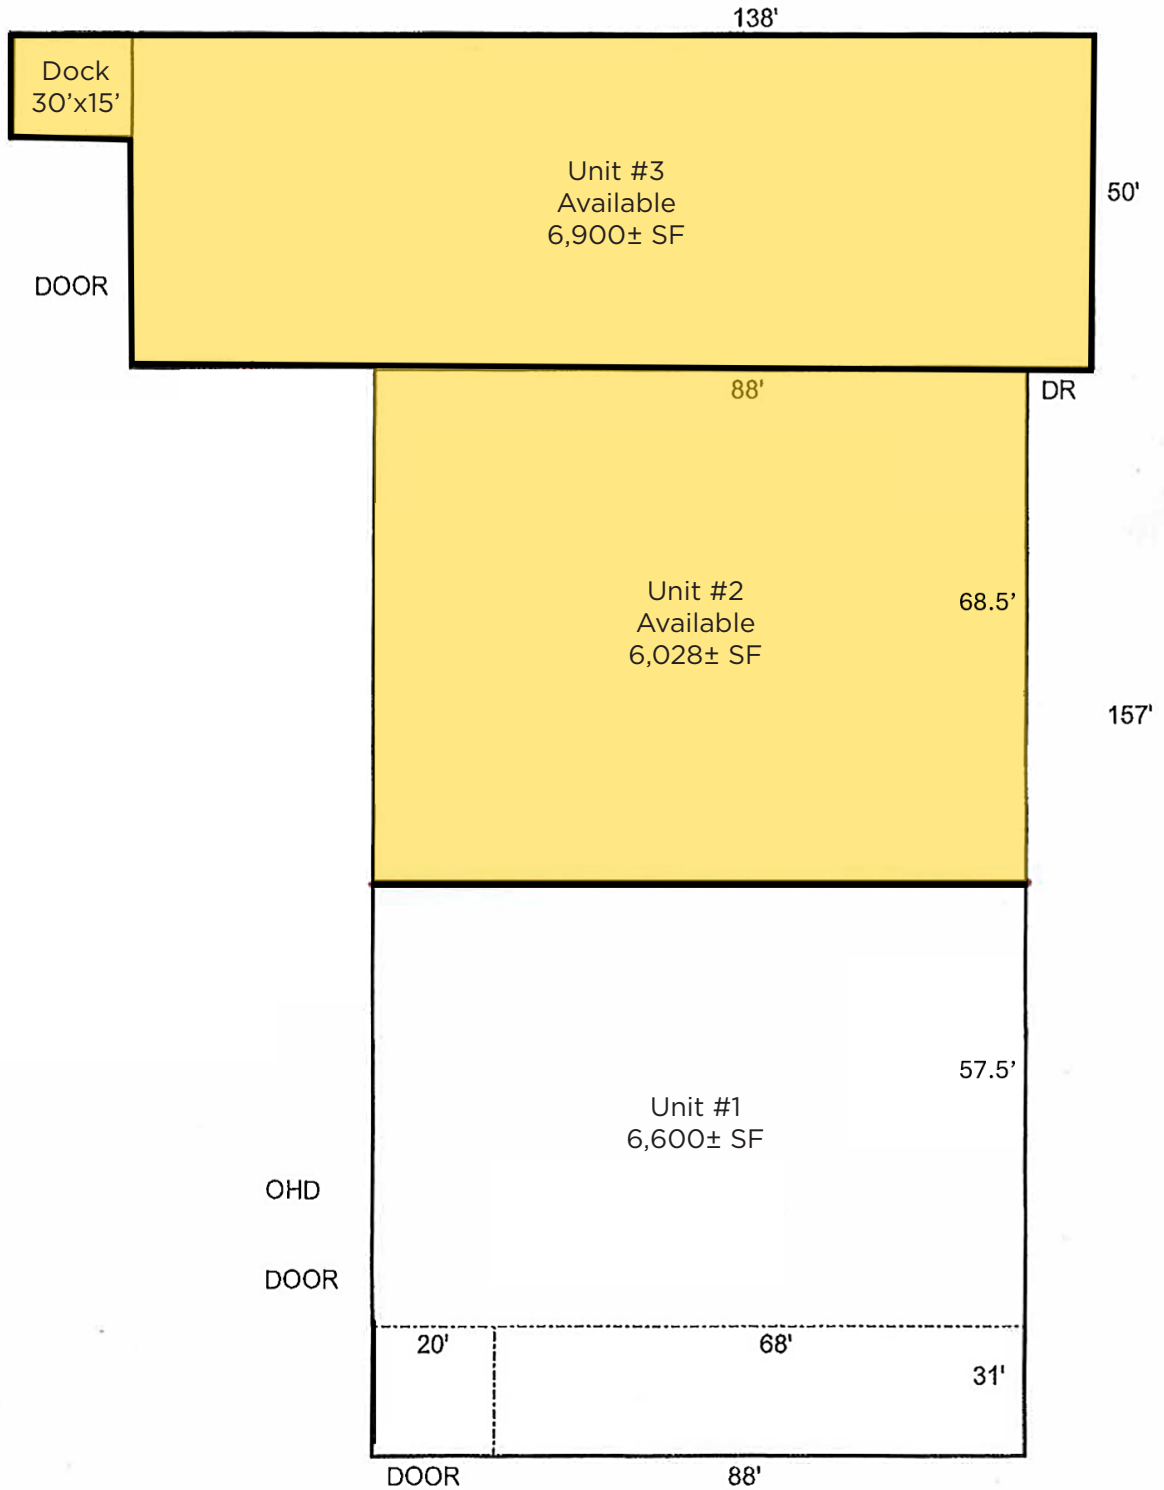 138'
Dock
30'x15'
Unit #3
Available
6,900± SF
50'
DOOR
88'
DR
Unit #2
Available
6,028± SF
68.5'
157'
57.5'
Unit #1
6,600± SF
OHD
DOOR
20'
68'
31'
DOOR
88'